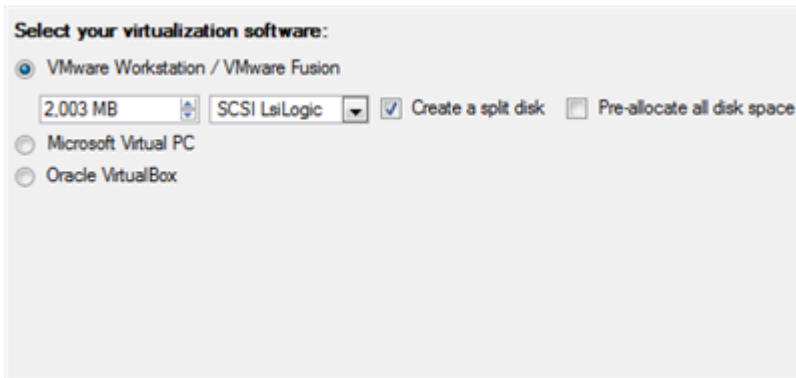 Select your virtualization software:
VMware Workstation / VMware Fusion
2,003 MB SCSI LsiLogic Create a split disk Pre-allocate all disk space
Microsoft Virtual PC
Oracle VirtualBox